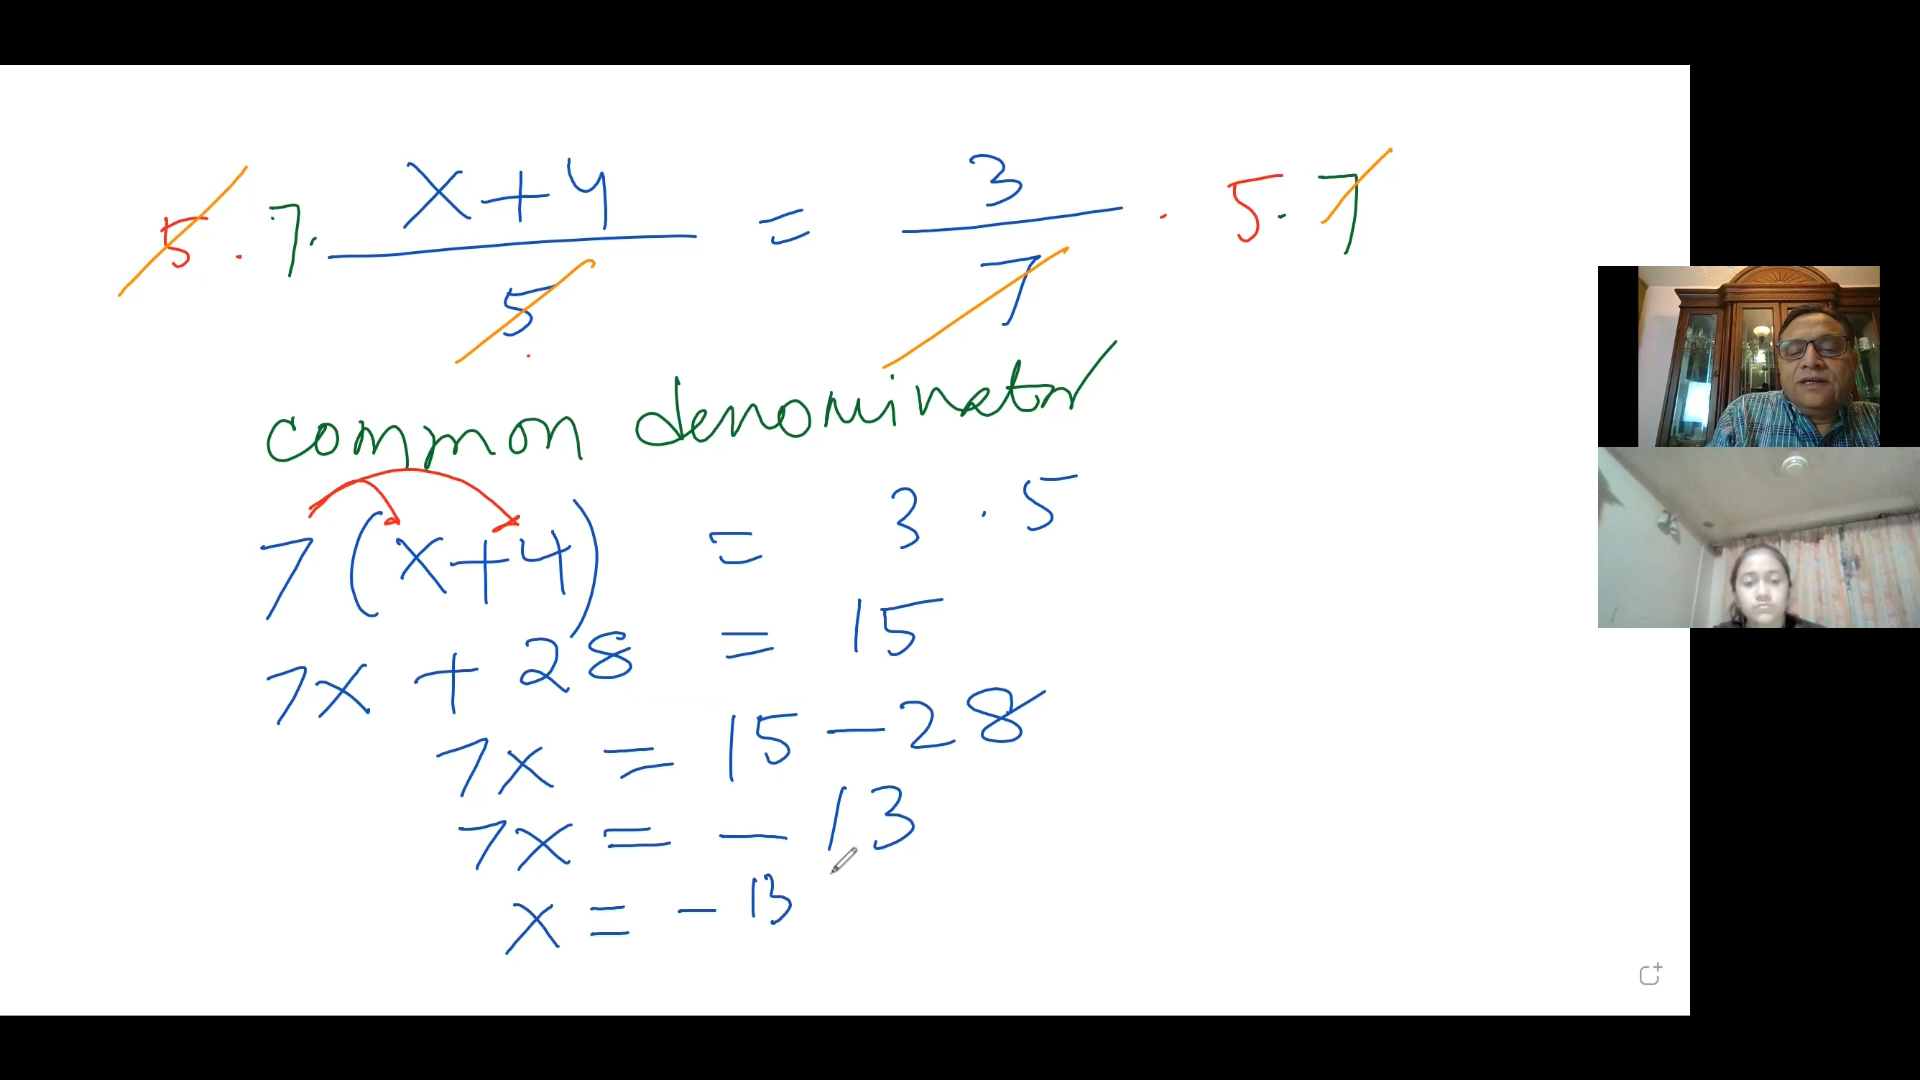 5 · 7 · (x+4)/5 = 3/7 · 5 · 7
common denominator
7(x+4) = 3 · 5
7x + 28 = 15
7x = 15 - 28
7x = - 13
x = - 13